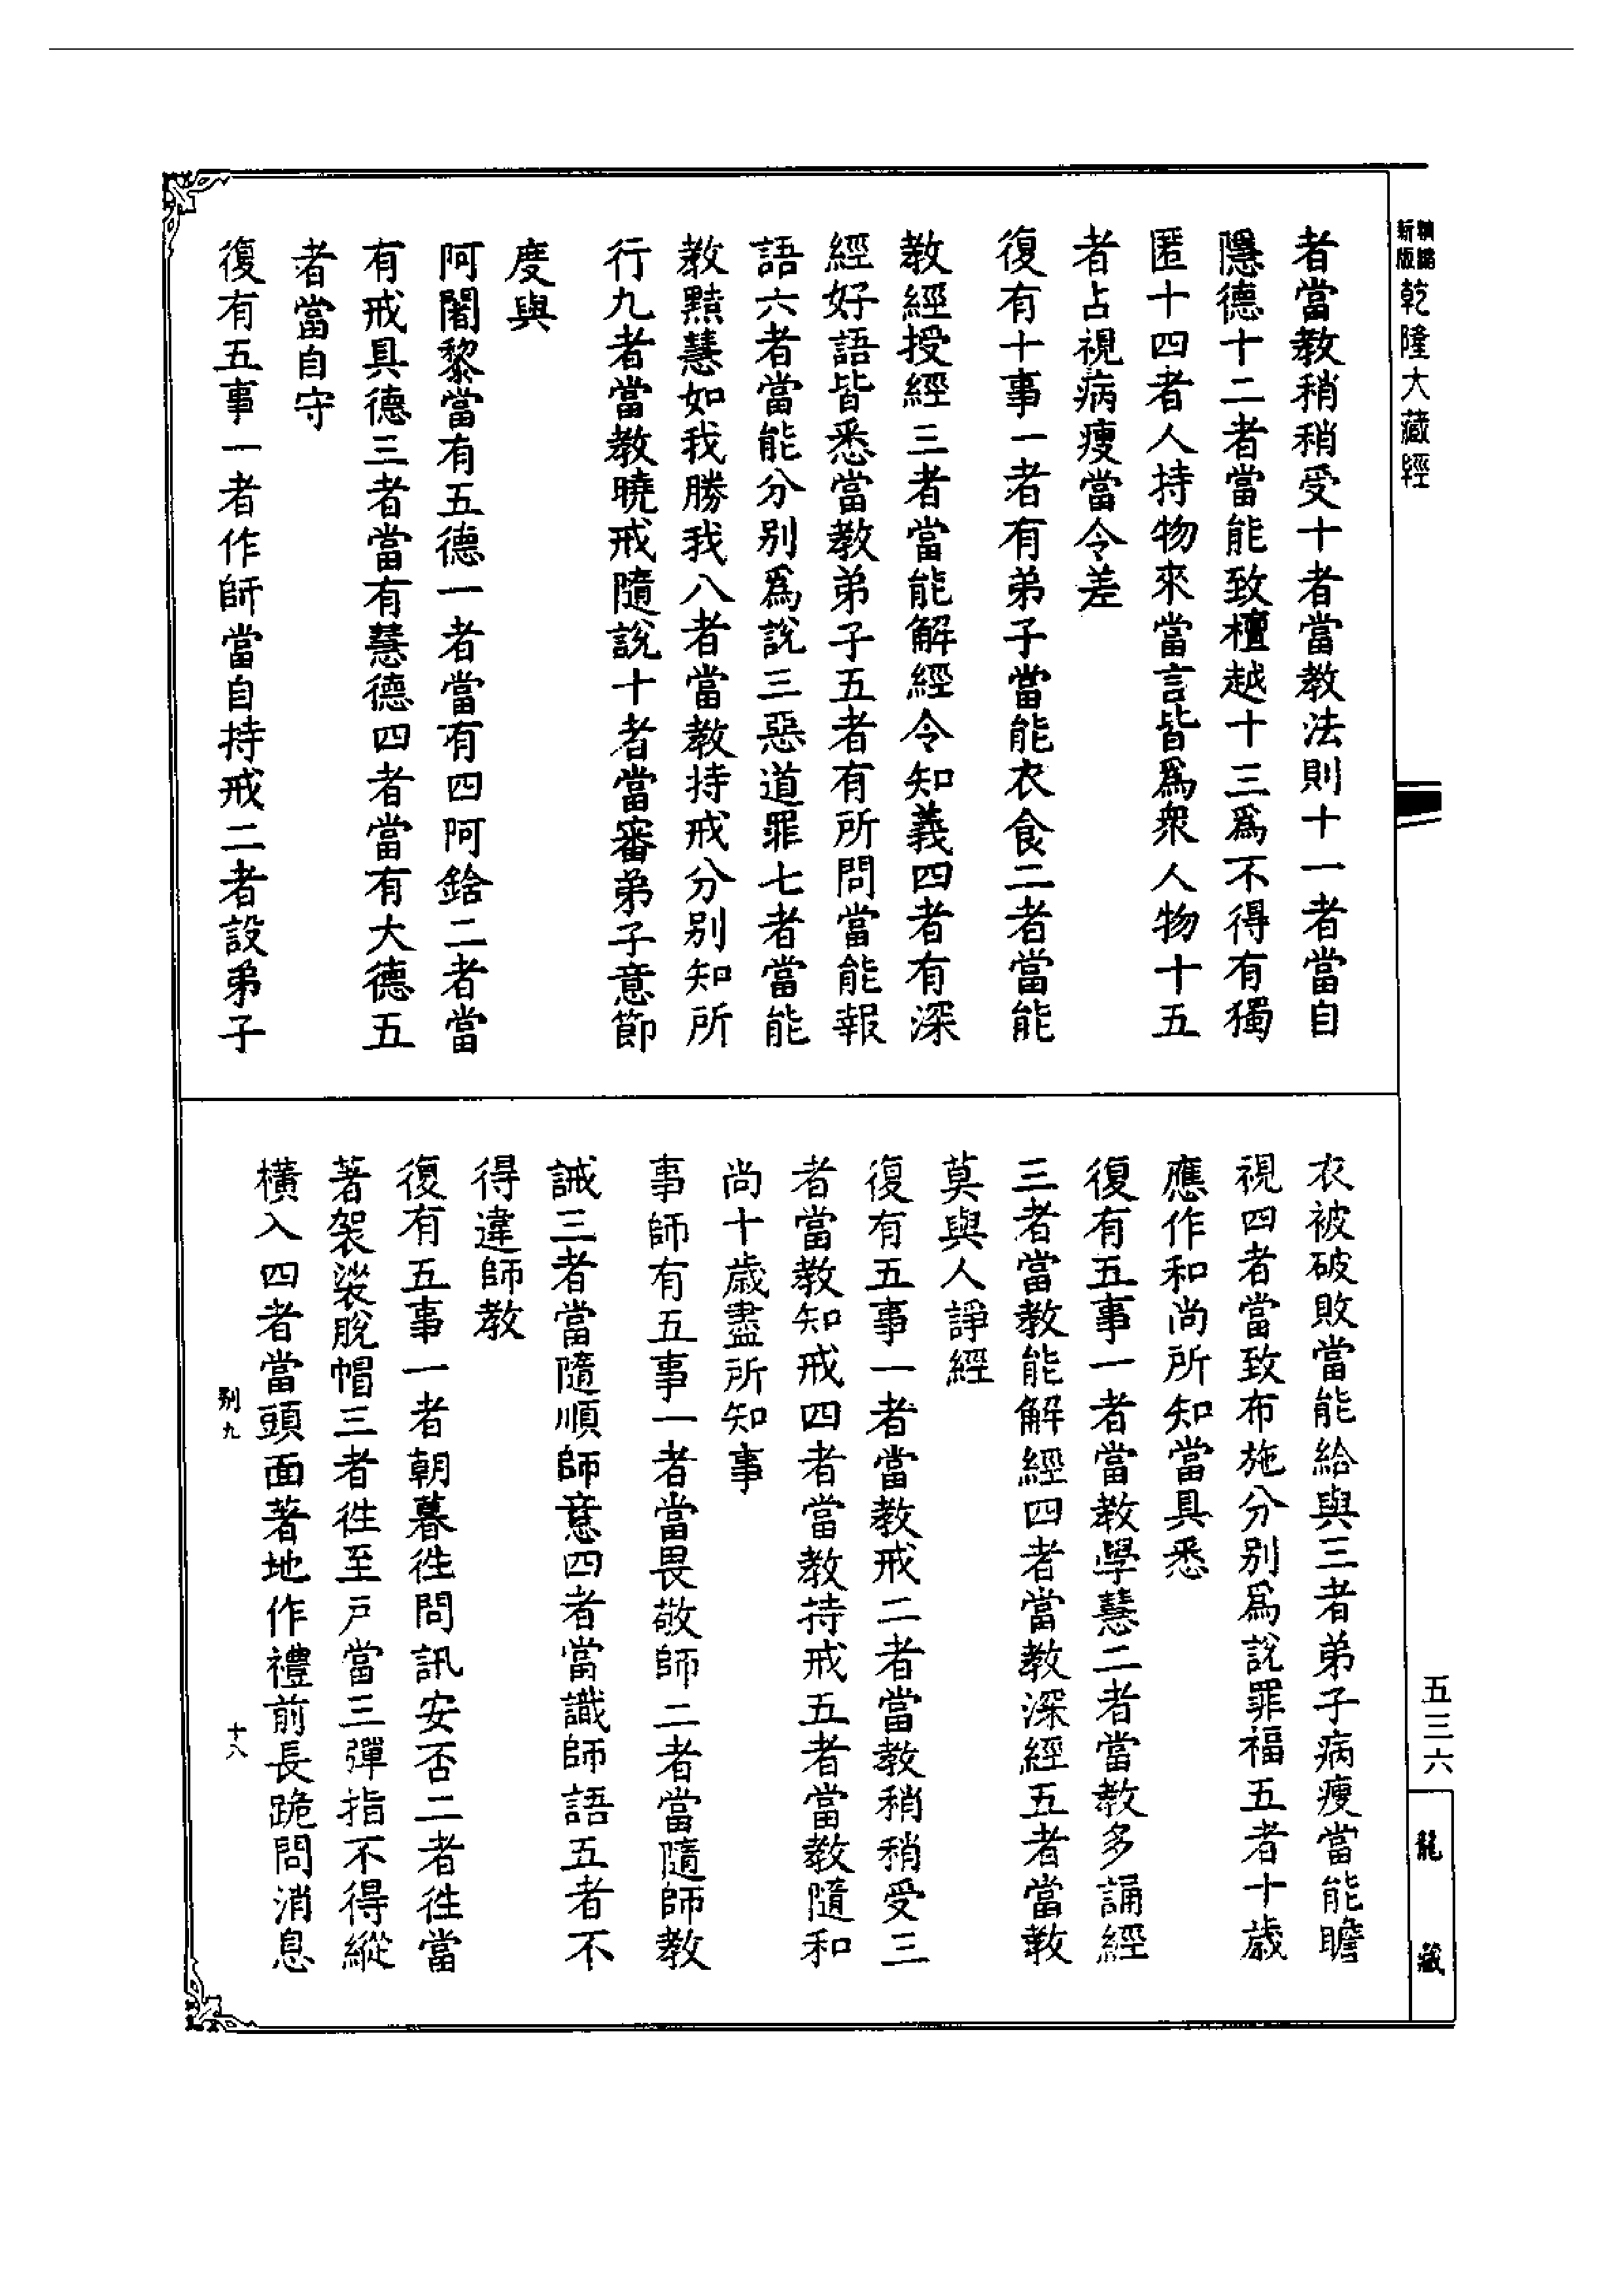 新版
精縮
乾隆大藏經
者當教稍稍受十者當教法則十一者當自
隱德十二者當能致檀越十三爲不得有獨
匿十四者人持物來當言皆爲衆人物十五
者占視病瘦當令差
復有十事一者有弟子當能衣食二者當能
教經授經三者當能解經令知義四者有深
經好語皆悉當教弟子五者有所問當能報
語六者當能分别爲說三惡道罪七者當能
教黠慧如我勝我八者當教持戒分别知所
行九者當教曉戒隨說十者當審弟子意節
度與
阿闍黎當有五德一者當有四阿鋡二者當
有戒具德三者當有慧德四者當有大德五
者當自守
復有五事一者作師當自持戒二者設弟子
衣被破敗當能給與三者弟子病瘦當能瞻
視四者當致布施分别爲說罪福五者十歲
應作和尚所知當具悉
復有五事一者當教學慧二者當教多誦經
三者當教能解經四者當教深經五者當教
莫與人諍經
復有五事一者當教戒二者當教稍稍受三
者當教知戒四者當教持戒五者當教隨和
尚十歲盡所知事
事師有五事一者當畏敬師二者當隨師教
誡三者當隨順師意四者當識師語五者不
得違師教
復有五事一者朝暮徃問訊安否二者徃當
著袈裟脫帽三者徃至戸當三彈指不得縱
橫入四者當頭面著地作禮前長跪問消息
别九
十八
五三六
龍藏